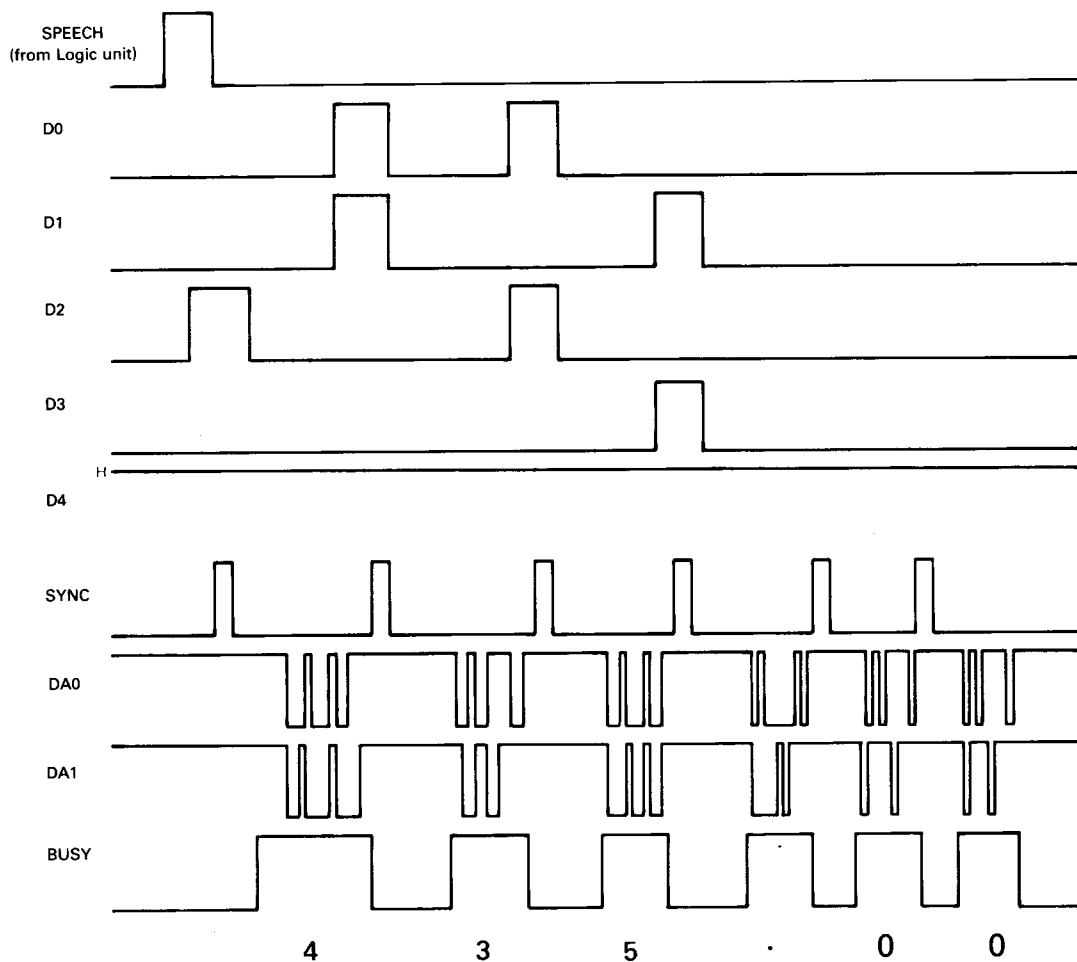 SPEECH
(from Logic unit)
D0
D1
D2
D3
H
D4
SYNC
DA0
DA1
BUSY
4 3 5 · 0 0